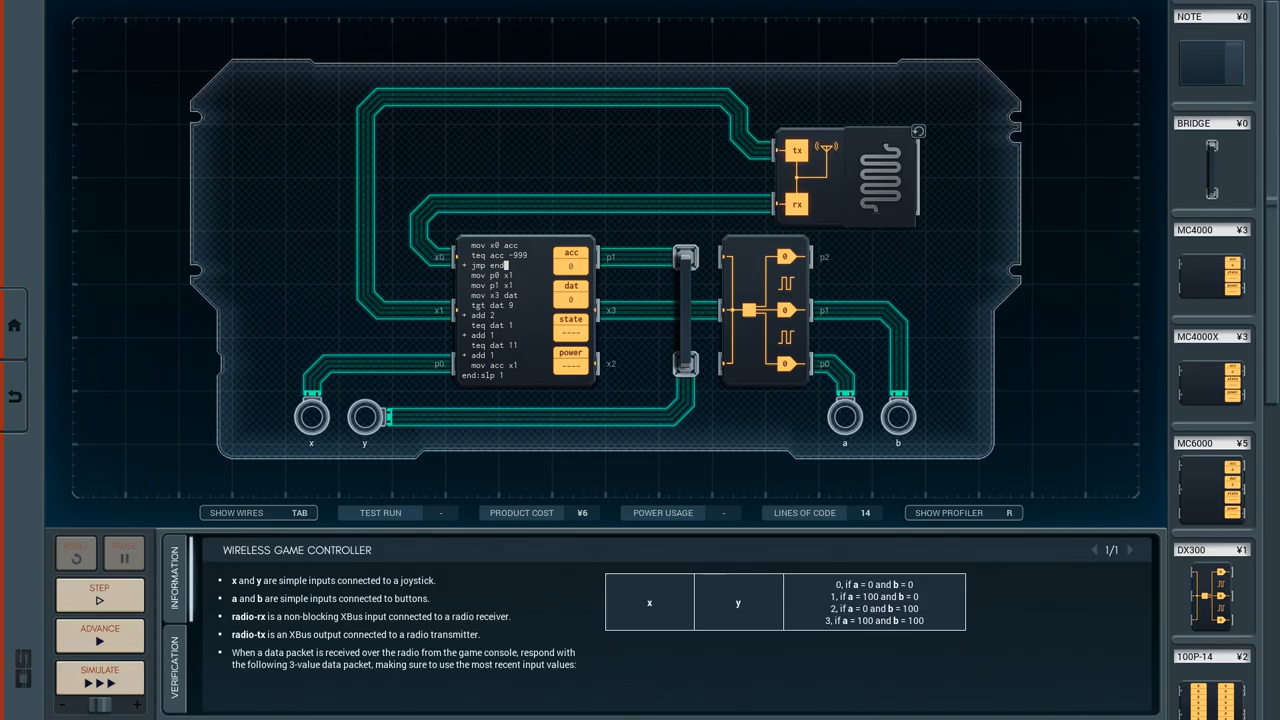 NOTE ¥0
BRIDGE ¥0
MC4000 ¥3
MC4000X ¥3
MC6000 ¥5
DX300 ¥1
100P-14 ¥2
tx
rx
x0
x1
p0
mov x0 acc
teq acc -999
+ jmp end
mov p0 x1
mov p1 x1
mov x3 dat
tgt dat 9
+ add 2
teq dat 1
+ add 1
teq dat 11
+ add 1
mov acc x1
end:slp 1
acc
0
dat
0
state
----
power
----
p1
x3
x2
0
0
0
p2
p1
p0
x
y
a
b
SHOW WIRES TAB
TEST RUN -
PRODUCT COST ¥6
POWER USAGE -
LINES OF CODE 14
SHOW PROFILER R
RESET
PAUSE
STEP
ADVANCE
SIMULATE
- +
INFORMATION
VERIFICATION
WIRELESS GAME CONTROLLER
1/1
x and y are simple inputs connected to a joystick.
a and b are simple inputs connected to buttons.
radio-rx is a non-blocking XBus input connected to a radio receiver.
radio-tx is an XBus output connected to a radio transmitter.
When a data packet is received over the radio from the game console, respond with
the following 3-value data packet, making sure to use the most recent input values:
x
y
0, if a = 0 and b = 0
1, if a = 100 and b = 0
2, if a = 0 and b = 100
3, if a = 100 and b = 100